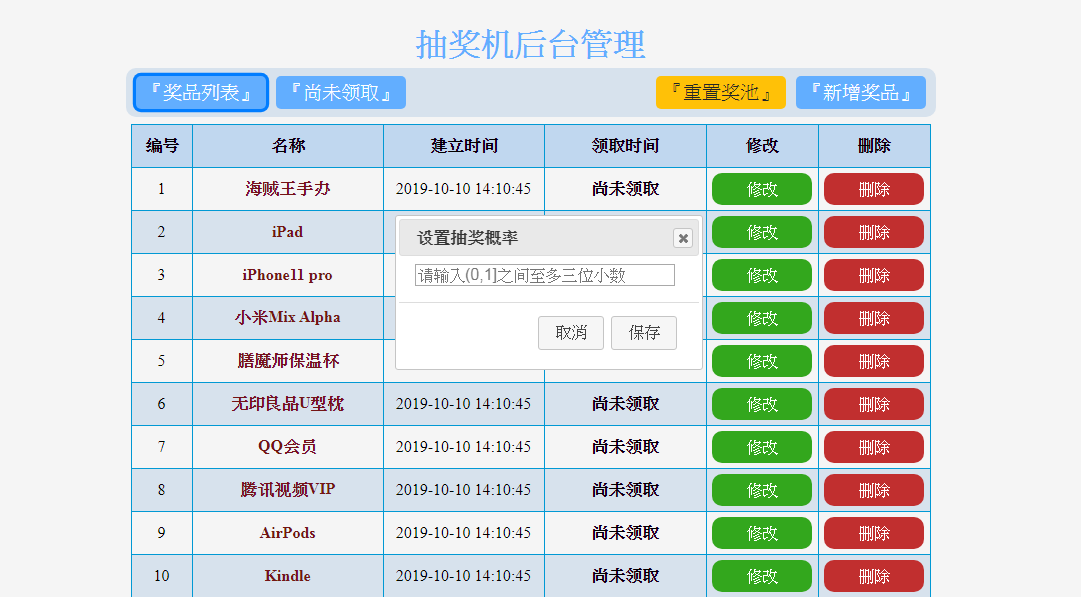 抽奖机后台管理
『奖品列表』 『尚未领取』 『重置奖池』 『新增奖品』
编号 名称 建立时间 领取时间 修改 删除
1 海贼王手办 2019-10-10 14:10:45 尚未领取 修改 删除
2 iPad 修改 删除
设置抽奖概率
3 iPhone11 pro 修改 删除
请输入(0,1]之间至多三位小数
4 小米Mix Alpha 修改 删除
取消 保存
5 膳魔师保温杯 修改 删除
6 无印良品U型枕 2019-10-10 14:10:45 尚未领取 修改 删除
7 QQ会员 2019-10-10 14:10:45 尚未领取 修改 删除
8 腾讯视频VIP 2019-10-10 14:10:45 尚未领取 修改 删除
9 AirPods 2019-10-10 14:10:45 尚未领取 修改 删除
10 Kindle 2019-10-10 14:10:45 尚未领取 修改 删除